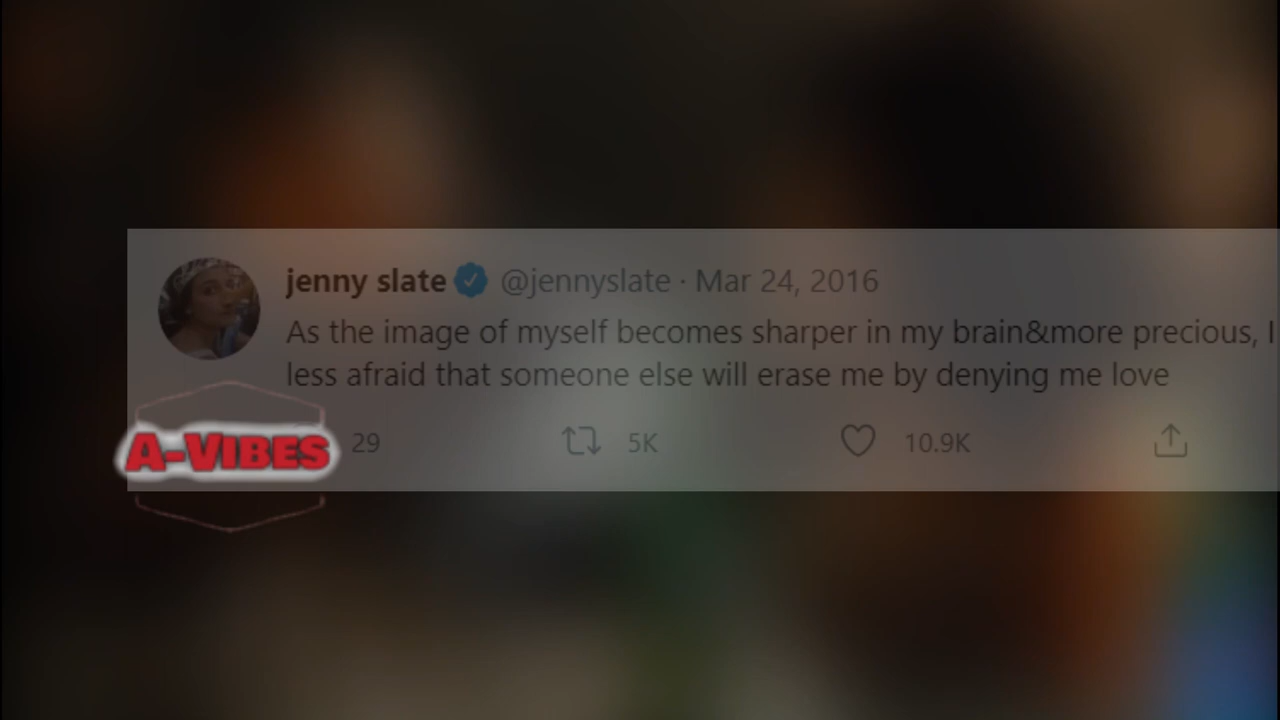 jenny slate @jennyslate · Mar 24, 2016
As the image of myself becomes sharper in my brain&more precious, I
less afraid that someone else will erase me by denying me love
29 5K 10.9K
A-VIBES